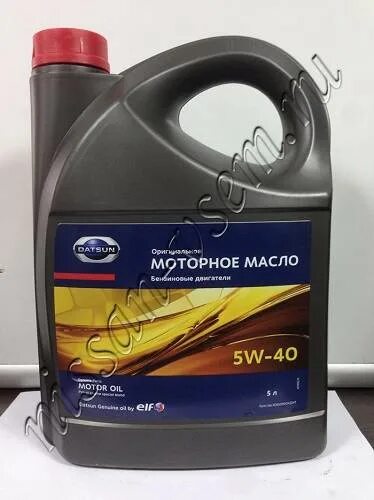 DATSUN
Оригинальное
МОТОРНОЕ МАСЛО
Бензиновые двигатели
5W-40
MOTOR OIL
5 л
Datsun Genuine oil by elf